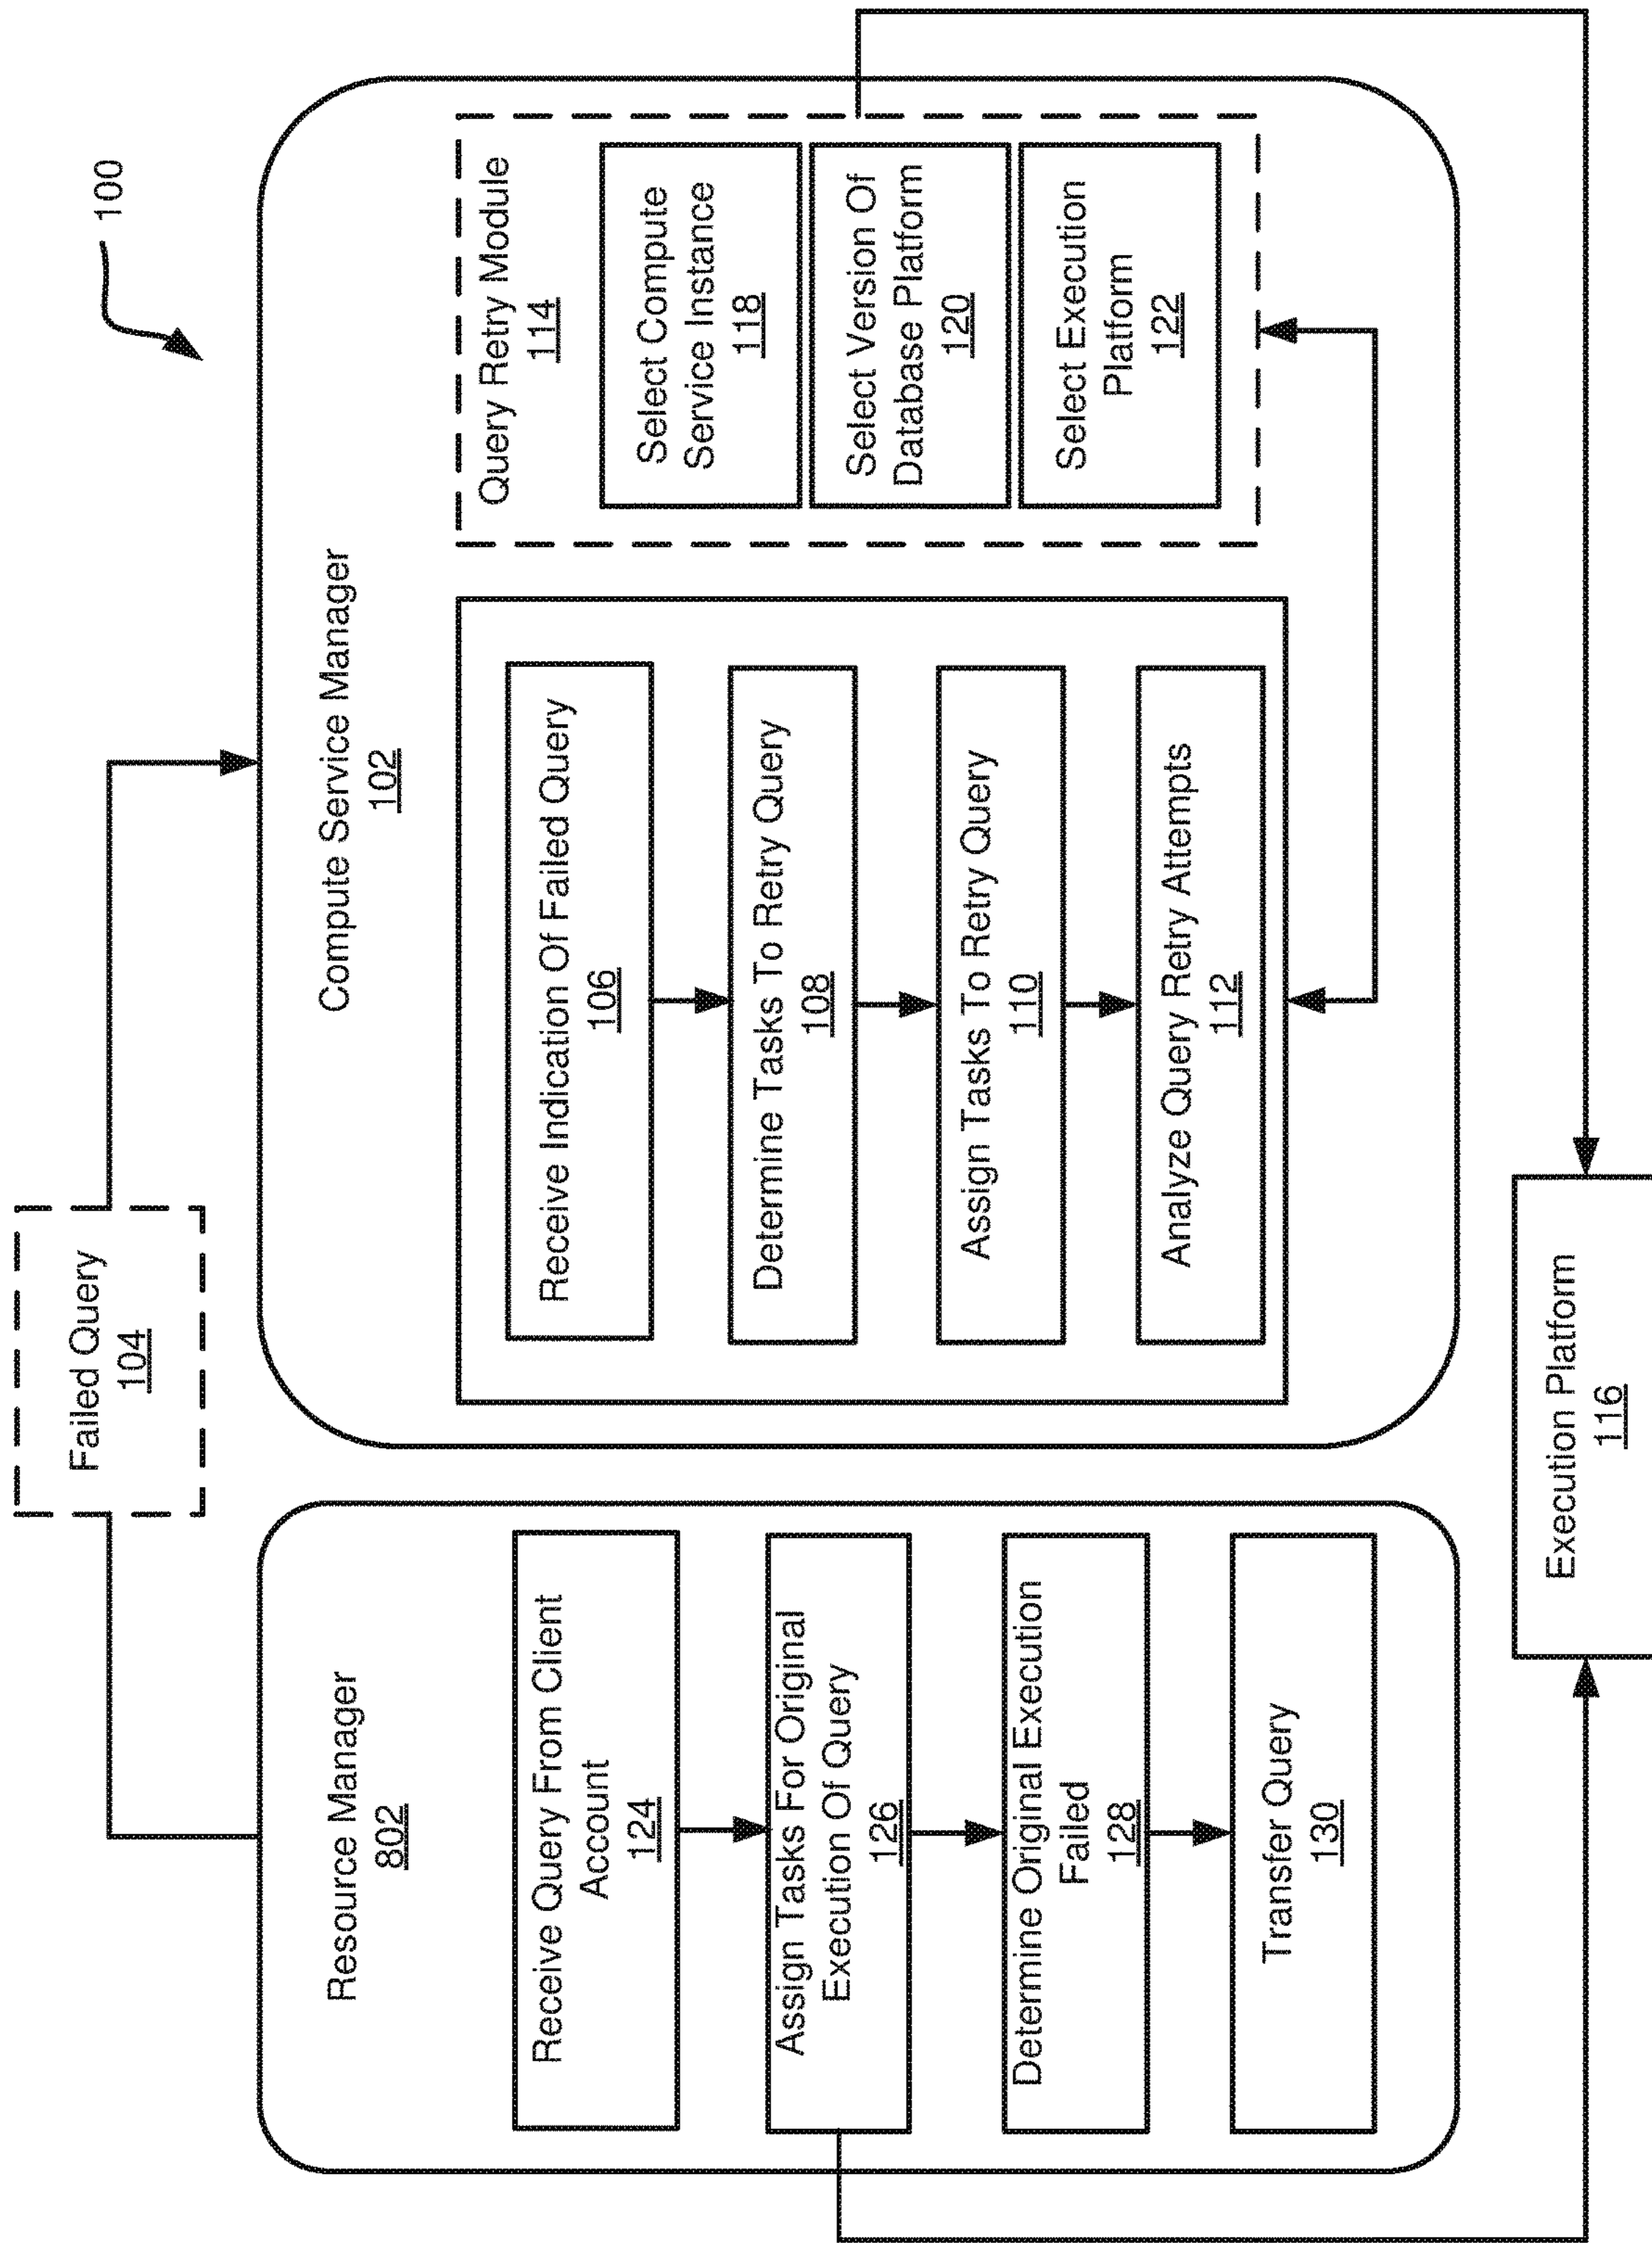 100
Failed Query
104
Resource Manager
802
Receive Query From Client
Account
124
Assign Tasks For Original
Execution Of Query
126
Determine Original Execution
Failed
128
Transfer Query
130
Compute Service Manager
102
Receive Indication Of Failed Query
106
Determine Tasks To Retry Query
108
Assign Tasks To Retry Query
110
Analyze Query Retry Attempts
112
Query Retry Module
114
Select Compute
Service Instance
118
Select Version Of
Database Platform
120
Select Execution
Platform
122
Execution Platform
116